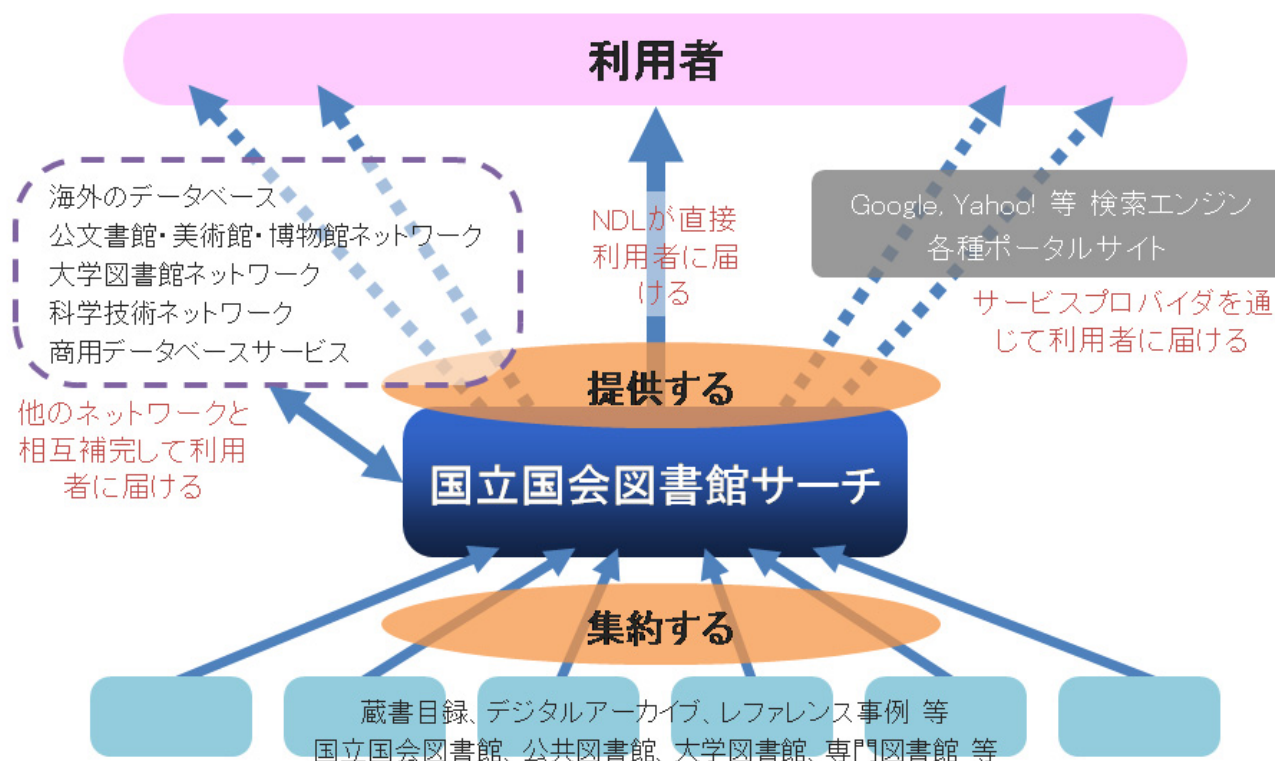 利用者
海外のデータベース
公文書館・美術館・博物館ネットワーク
大学図書館ネットワーク
科学技術ネットワーク
商用データベースサービス
他のネットワークと
相互補完して利用
者に届ける
NDLが直接
利用者に届
ける
Google, Yahoo! 等 検索エンジン
各種ポータルサイト
サービスプロバイダを通
じて利用者に届ける
提供する
国立国会図書館サーチ
集約する
蔵書目録、デジタルアーカイブ、レファレンス事例 等
国立国会図書館、公共図書館、大学図書館、専門図書館 等